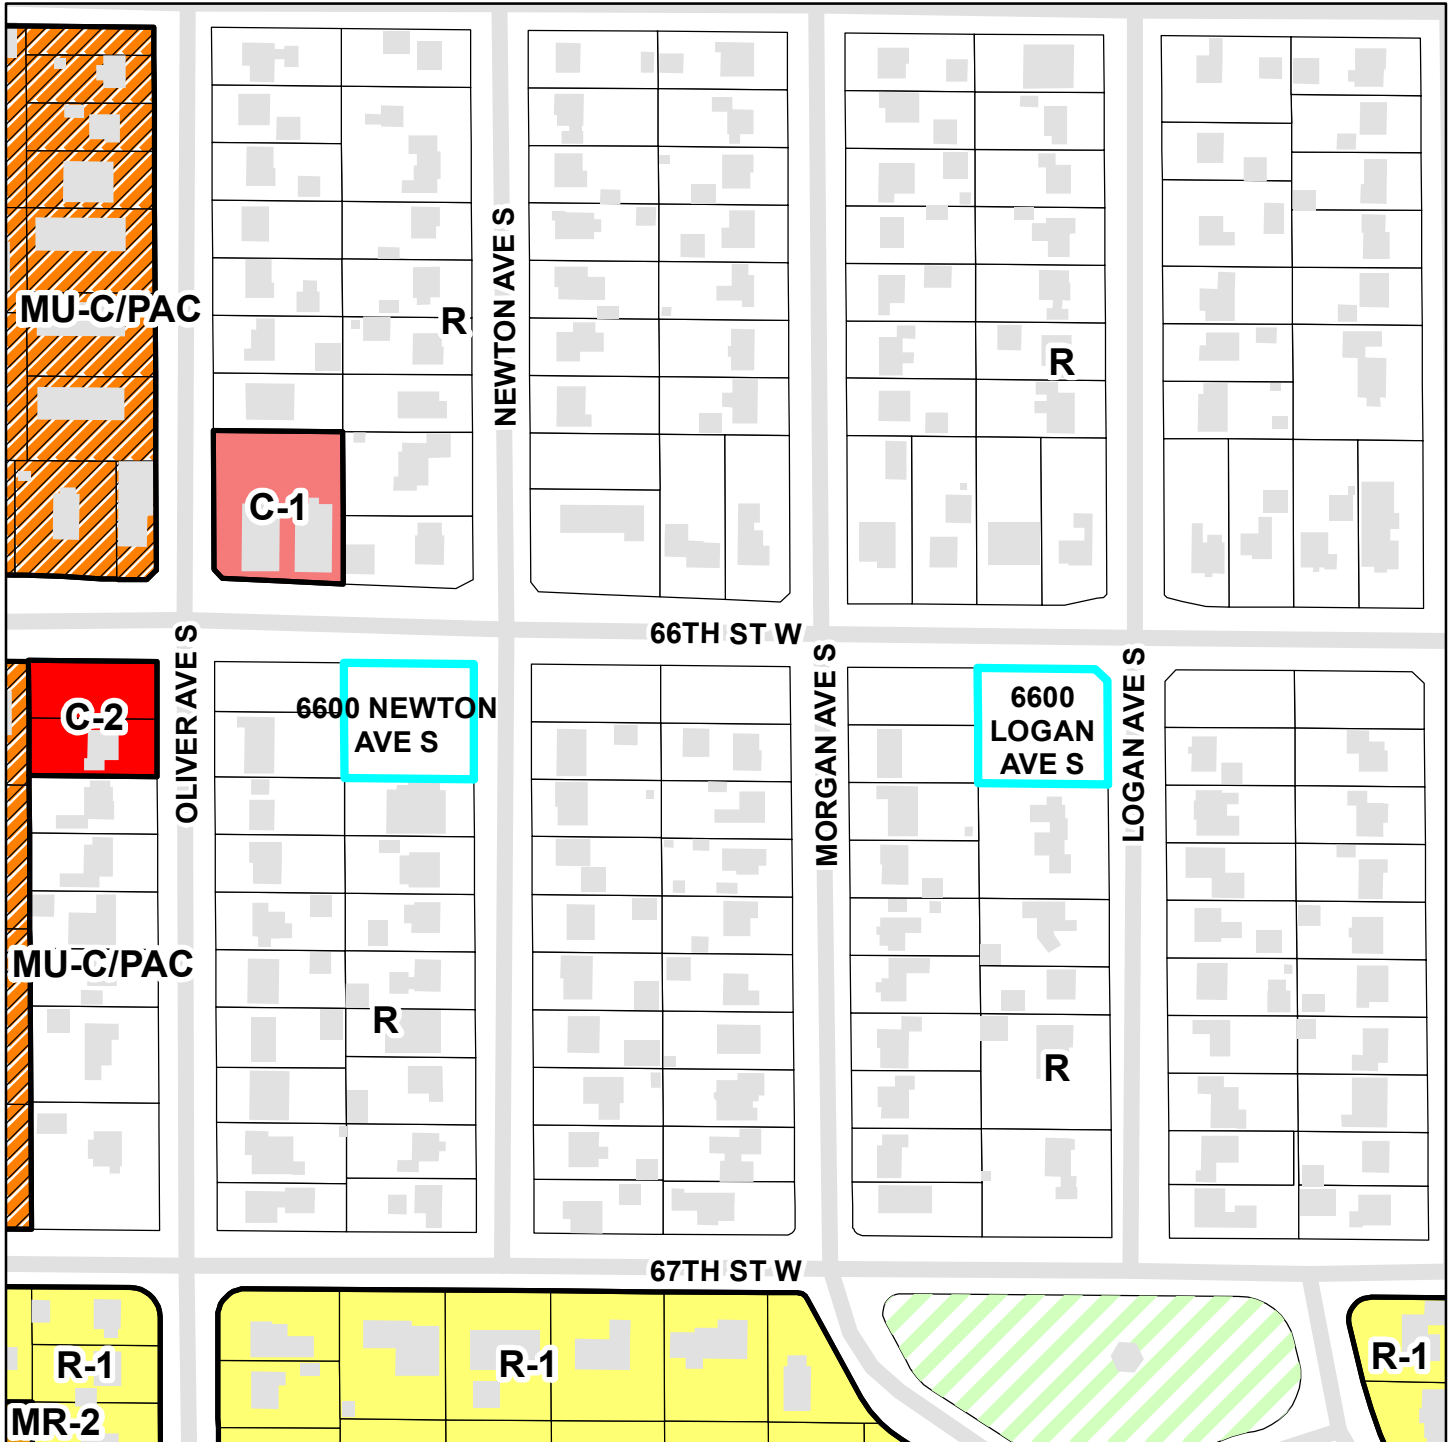 MU-C/PAC
R
NEWTON AVE S
R
C-1
66TH ST W
OLIVER AVE S
MORGAN AVE S
LOGAN AVE S
C-2
6600 NEWTON
AVE S
6600
LOGAN
AVE S
MU-C/PAC
R
R
67TH ST W
R-1
R-1
R-1
MR-2